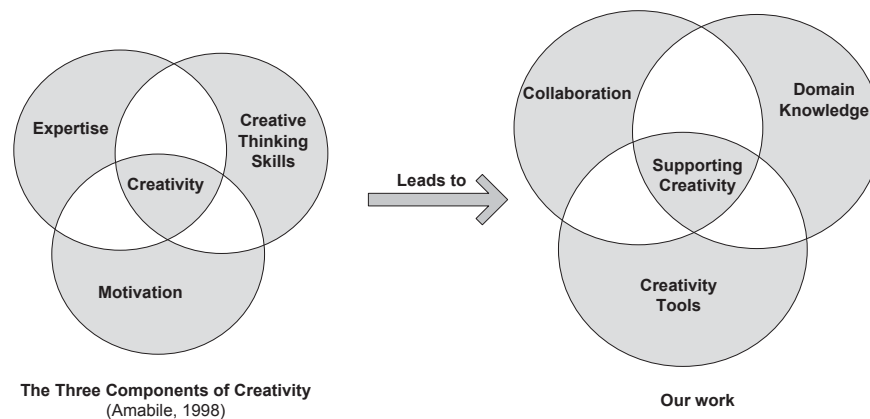 Expertise
Creative
Thinking
Skills
Creativity
Motivation
The Three Components of Creativity
(Amabile, 1998)
Leads to
Collaboration
Domain
Knowledge
Supporting
Creativity
Creativity
Tools
Our work